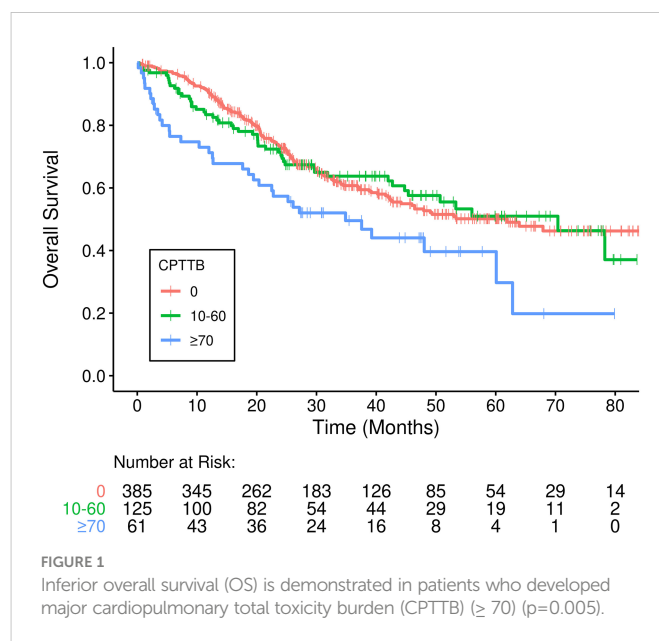 1.0
0.8
0.6
0.4
0.2
0.0
Overall Survival
CPTTB
0
10-60
≥70
0 10 20 30 40 50 60 70 80
Time (Months)
Number at Risk:
0 385 345 262 183 126 85 54 29 14
10-60 125 100 82 54 44 29 19 11 2
≥70 61 43 36 24 16 8 4 1 0
FIGURE 1
Inferior overall survival (OS) is demonstrated in patients who developed
major cardiopulmonary total toxicity burden (CPTTB) (≥ 70) (p=0.005).